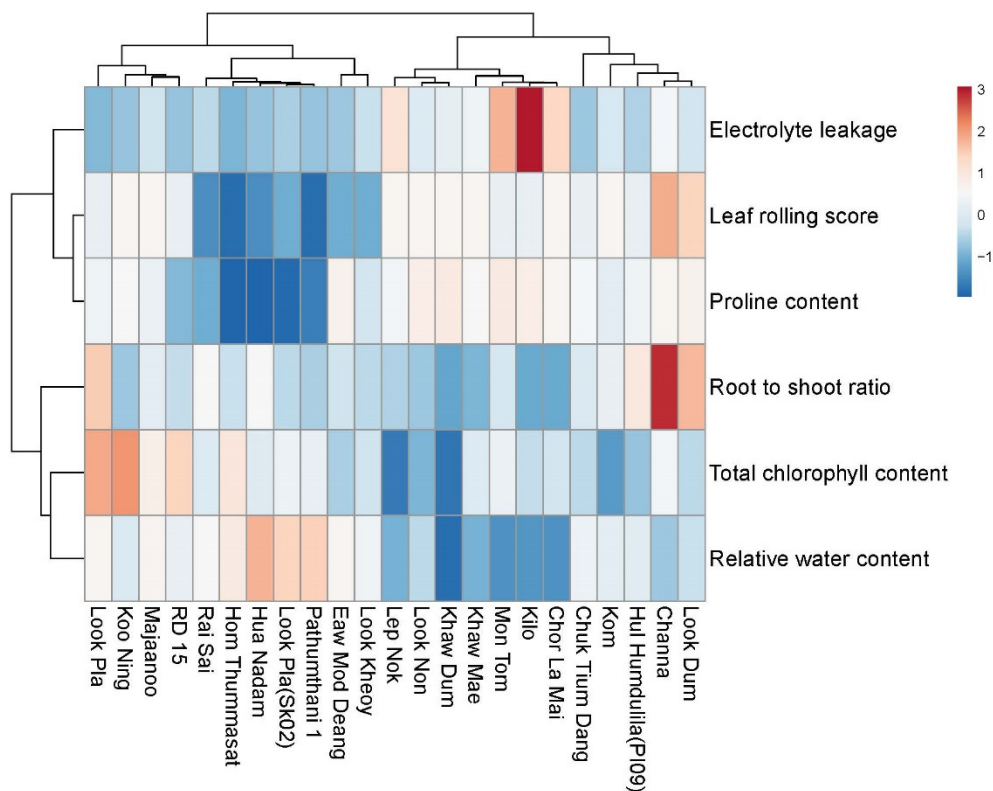 3
2
1
0
−1
Electrolyte leakage
Leaf rolling score
Proline content
Root to shoot ratio
Total chlorophyll content
Relative water content
Look Pla
Koo Ning
Majaanoo
RD 15
Rai Sai
Hom Thummasat
Hua Nadam
Look Pla(Sk02)
Pathumthani 1
Eaw Mod Deang
Look Kheoy
Lep Nok
Look Non
Khaw Dum
Khaw Mae
Mon Tom
Kilo
Chor La Mai
Chuk Tium Dang
Kom
Hul Humdulila(PI09)
Channa
Look Dum